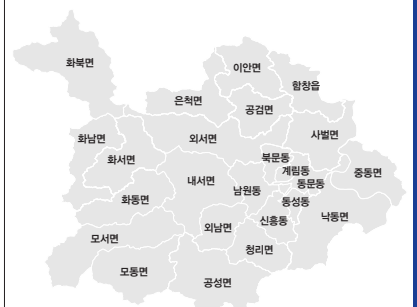 화북면
이안면
함창읍
은척면
공검면
화남면
외서면
사벌면
화서면
북문동
계림동
중동면
내서면
남원동
동문동
화동면
동성동
낙동면
신흥동
외남면
모서면
청리면
모동면
공성면